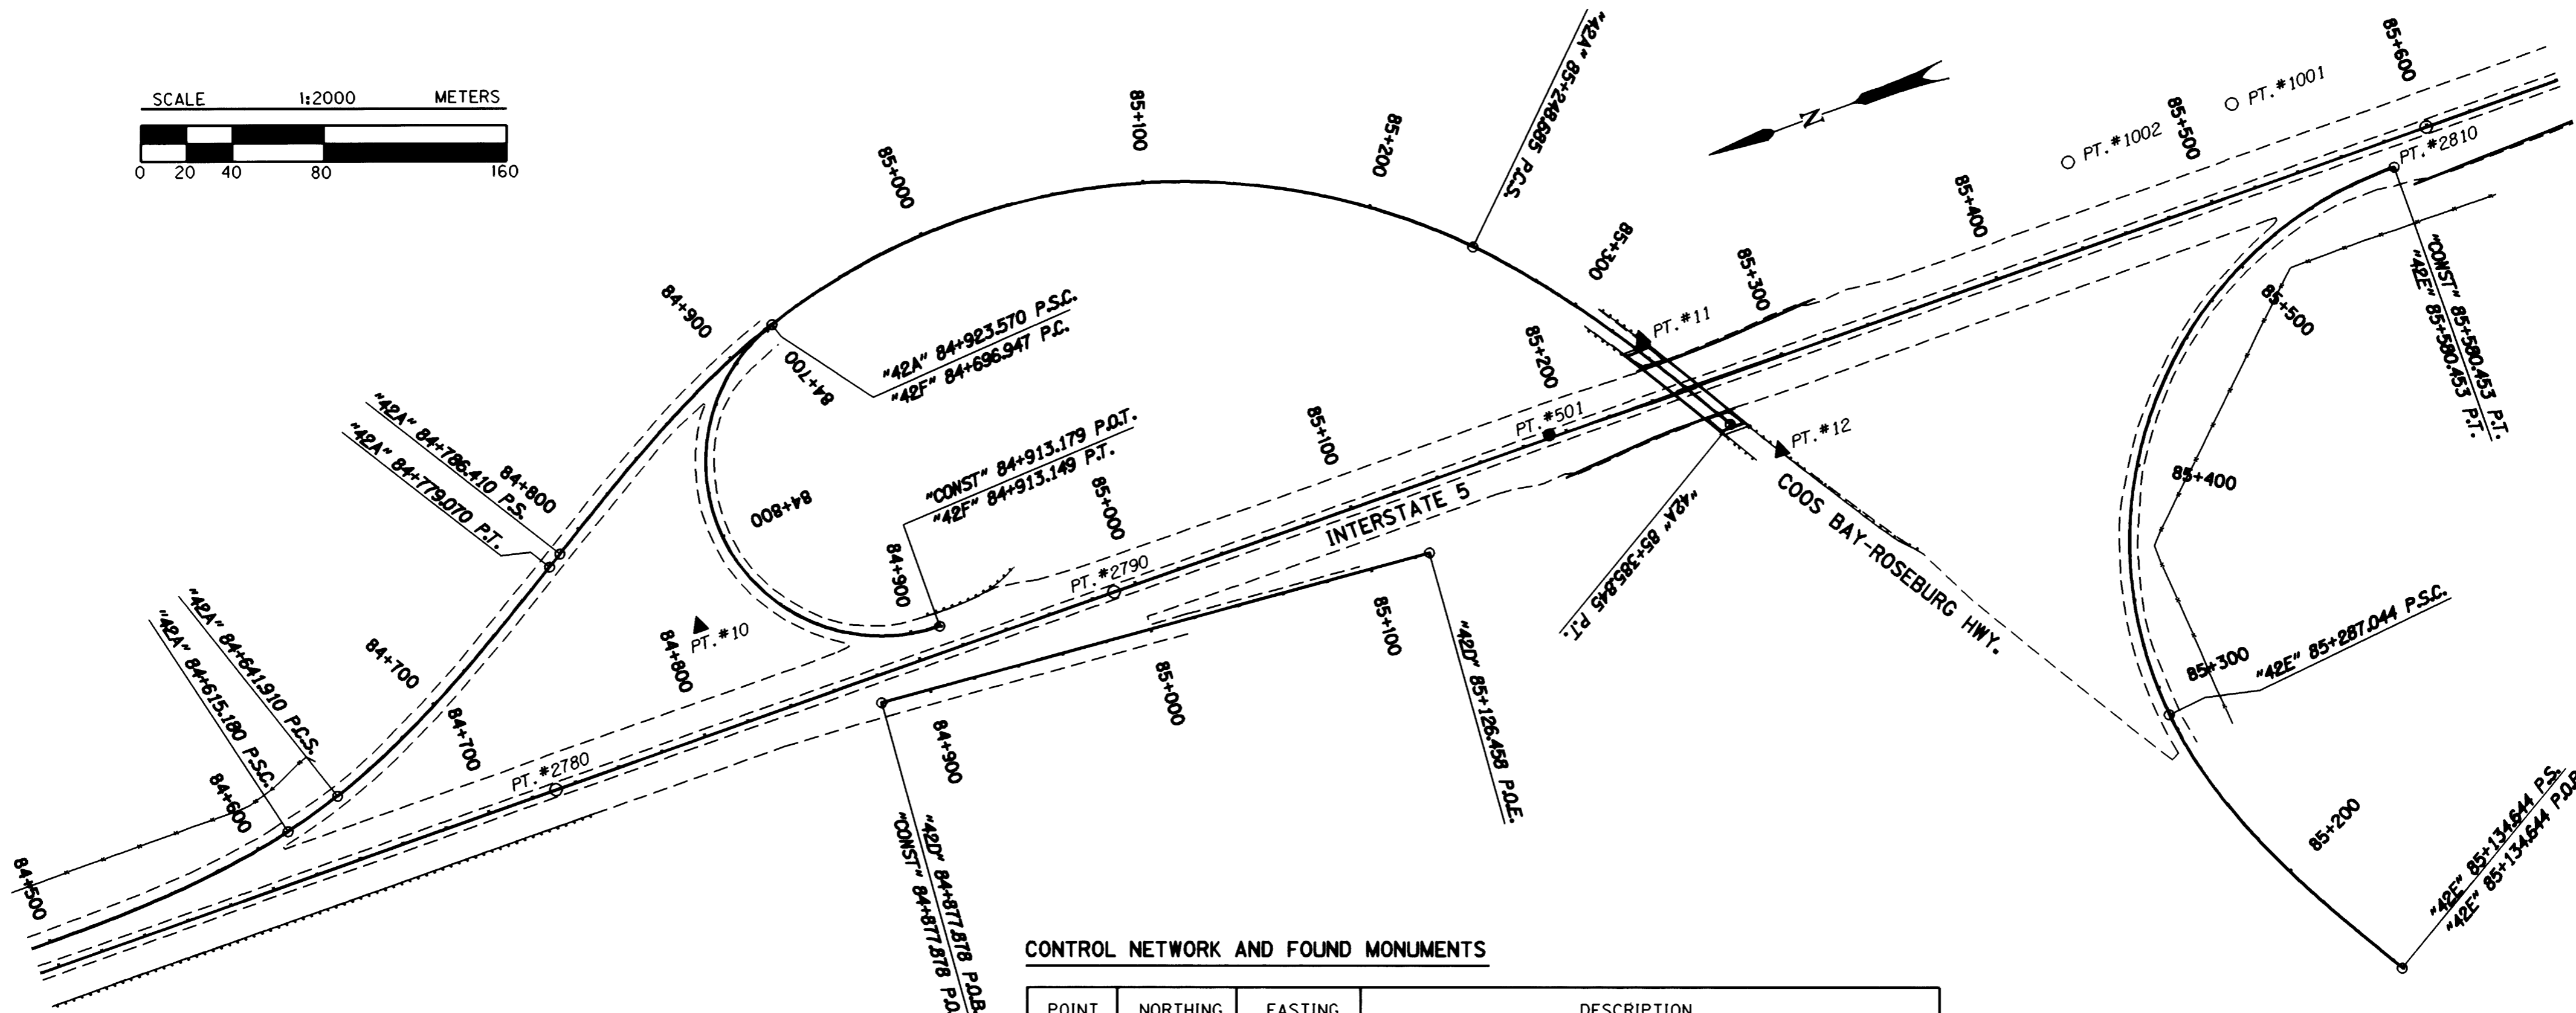 SCALE 1:2000 METERS
0 20 40 80 160
N
85+000
85+100
85+200
"42A" 85+248.685 P.C.S.
85+300
PT. #11
85+300
85+400
85+500
85+600
PT. #1001
PT. #1002
PT. #2810
"CONST" 85+580.453 P.T.
"42E" 85+580.453 P.T.
85+500
85+400
85+300
"42E" 85+287.044 P.S.C.
85+200
"42E" 85+134.644 P.S.
"42E" 85+134.644
84+900
84+700
"42A" 84+923.570 P.S.C.
"42F" 84+696.947 P.C.
"CONST" 84+913.179 P.O.T.
"42F" 84+913.149 P.T.
84+800
84+900
85+000
85+100
85+200
PT. #501
PT. #12
INTERSTATE 5
COOS BAY-ROSEBURG HWY.
"42A" 85+385.845 P.T.
"42A" 84+786.410 P.S.
"42A" 84+779.070 P.T.
84+800
PT. #2790
PT. #10
84+800
84+700
84+700
"42A" 84+641.910 P.C.S.
"42A" 84+615.180 P.S.C.
84+600
84+500
PT. #2780
84+900
85+000
85+100
"42D" 85+126.458 P.O.E.
"42D" 84+877.878 P.O.B.
"CONST" 84+877.878
CONTROL NETWORK AND FOUND MONUMENTS
POINT NORTHING EASTING DESCRIPTION